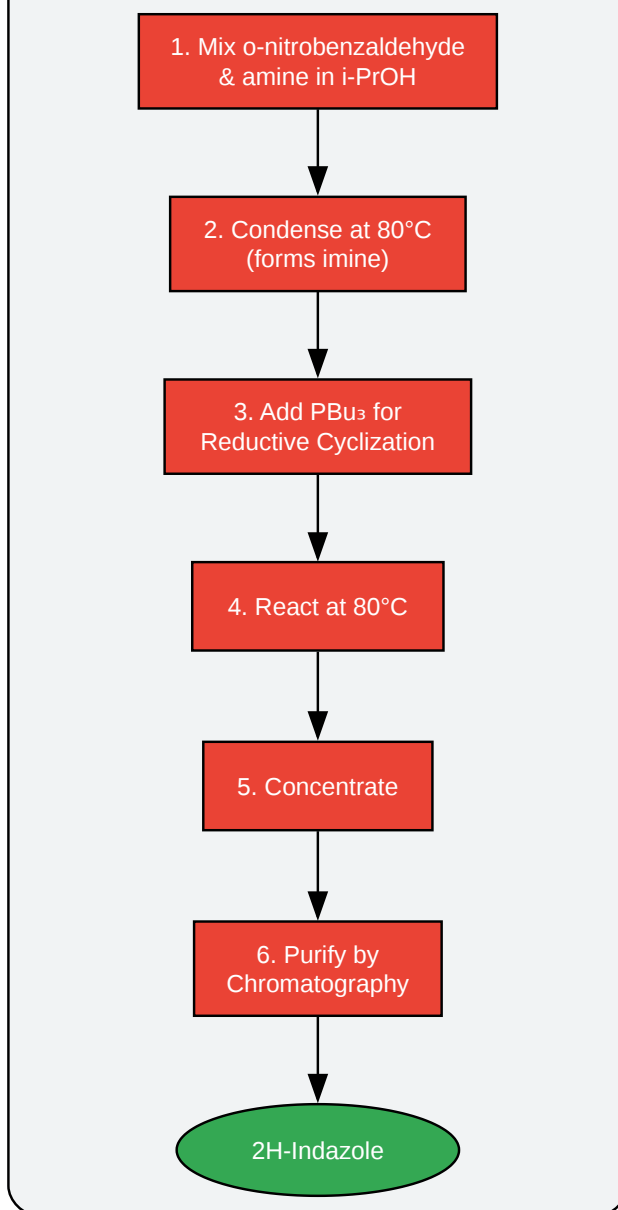 1. Mix o-nitrobenzaldehyde
& amine in i-PrOH
2. Condense at 80°C
(forms imine)
3. Add PBu₃ for
Reductive Cyclization
4. React at 80°C
5. Concentrate
6. Purify by
Chromatography
2H-Indazole